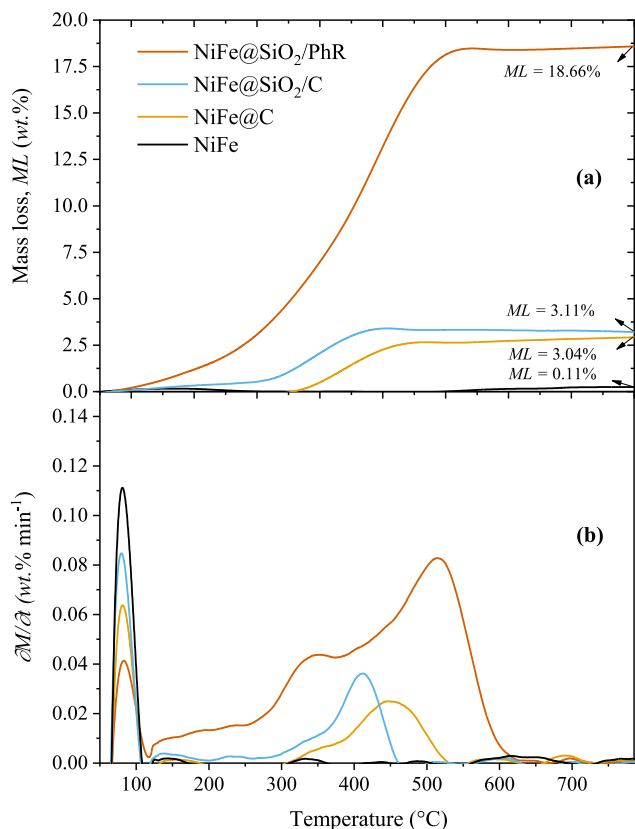 20.0
17.5
15.0
12.5
10.0
7.5
5.0
2.5
0.0
Mass loss, ML (wt.%)
NiFe@SiO₂/PhR
NiFe@SiO₂/C
NiFe@C
NiFe
ML = 18.66%
(a)
ML = 3.11%
ML = 3.04%
ML = 0.11%
0.14
0.12
0.10
0.08
0.06
0.04
0.02
0.00
∂M/∂t (wt.% min⁻¹)
(b)
100 200 300 400 500 600 700
Temperature (°C)